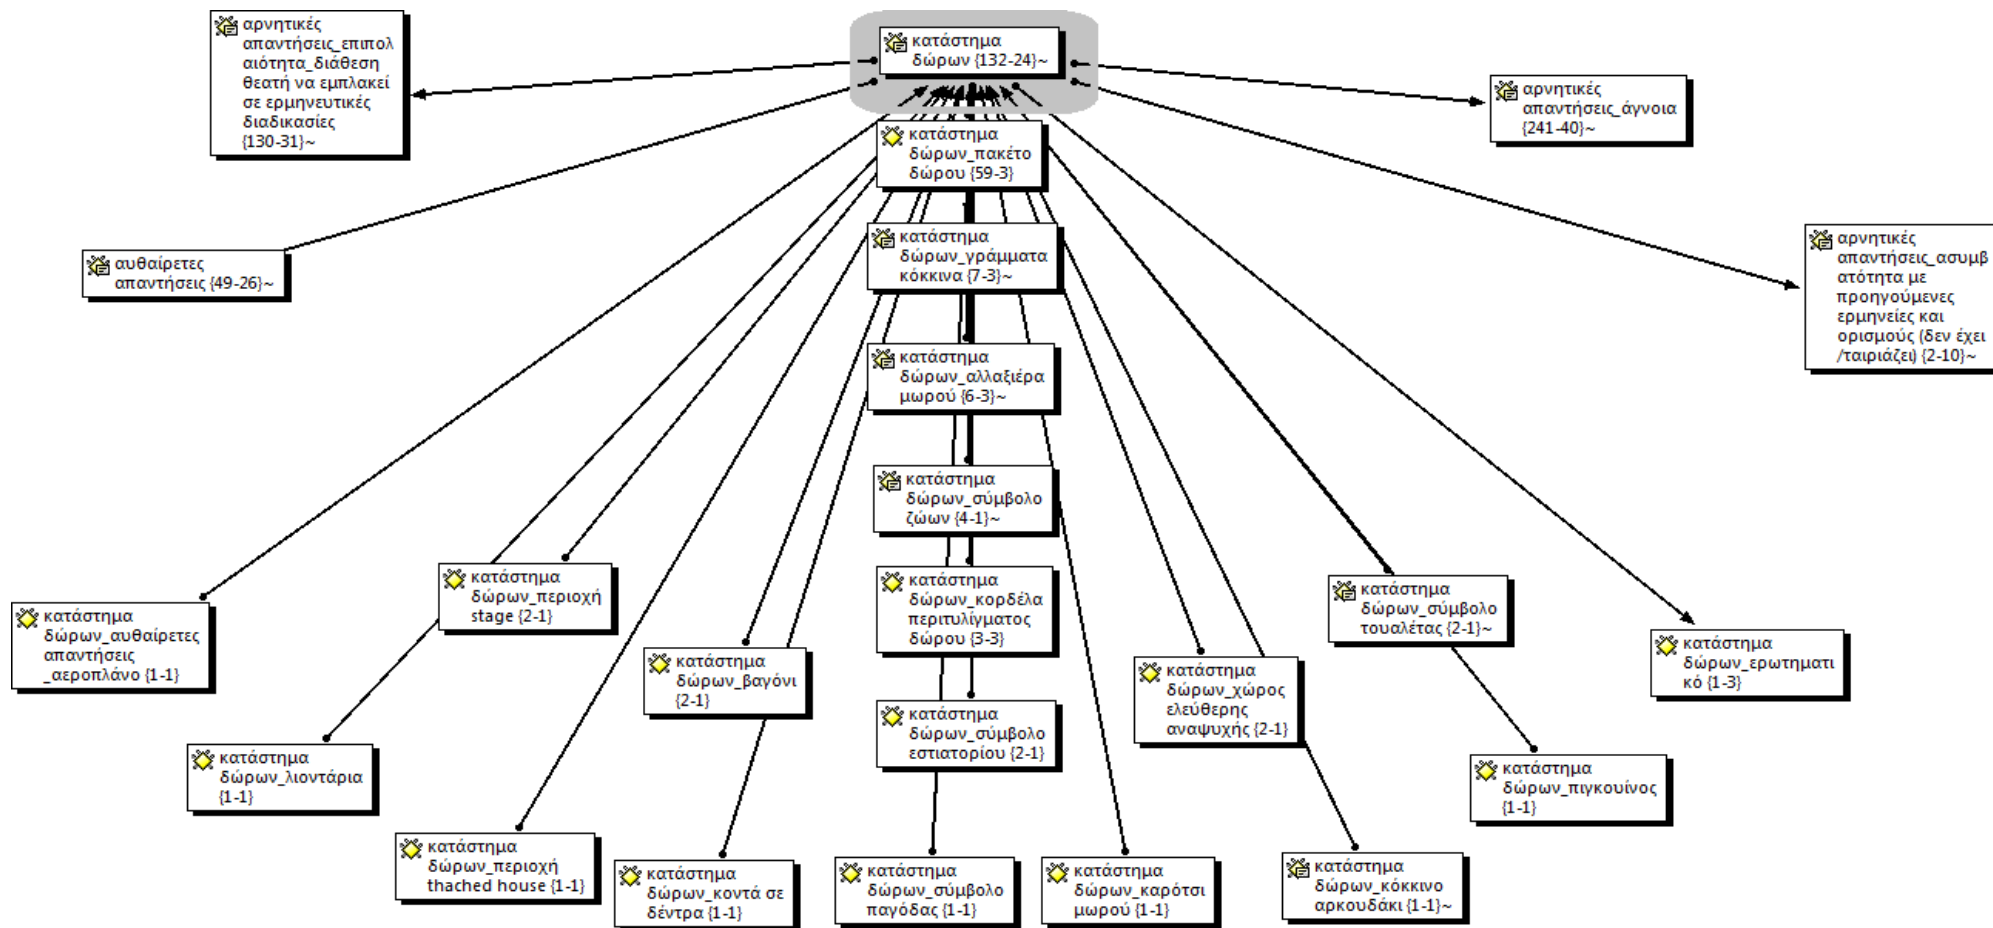 αρνητικές
απαντήσεις_επιπολ
αιότητα_διάθεση
θεατή να εμπλακεί
σε ερμηνευτικές
διαδικασίες
{130-31}~
κατάστημα
δώρων {132-24}~
αρνητικές
απαντήσεις_άγνοια
{241-40}~
κατάστημα
δώρων_πακέτο
δώρου {59-3}
αυθαίρετες
απαντήσεις {49-26}~
κατάστημα
δώρων_γράμματα
κόκκινα {7-3}~
αρνητικές
απαντήσεις_ασυμβ
ατότητα με
προηγούμενες
ερμηνείες και
ορισμούς (δεν έχει
/ταιριάζει) {2-10}~
κατάστημα
δώρων_αλλαξιέρα
μωρού {6-3}~
κατάστημα
δώρων_σύμβολο
ζώων {4-1}~
κατάστημα
δώρων_αυθαίρετες
απαντήσεις
_αεροπλάνο {1-1}
κατάστημα
δώρων_περιοχή
stage {2-1}
κατάστημα
δώρων_κορδέλα
περιτυλίγματος
δώρου {3-3}
κατάστημα
δώρων_σύμβολο
τουαλέτας {2-1}~
κατάστημα
δώρων_ερωτηματι
κό {1-3}
κατάστημα
δώρων_βαγόνι
{2-1}
κατάστημα
δώρων_χώρος
ελεύθερης
αναψυχής {2-1}
κατάστημα
δώρων_σύμβολο
εστιατορίου {2-1}
κατάστημα
δώρων_λιοντάρια
{1-1}
κατάστημα
δώρων_πιγκουίνος
{1-1}
κατάστημα
δώρων_περιοχή
thached house {1-1}
κατάστημα
δώρων_κοντά σε
δέντρα {1-1}
κατάστημα
δώρων_σύμβολο
παγόδας {1-1}
κατάστημα
δώρων_καρότσι
μωρού {1-1}
κατάστημα
δώρων_κόκκινο
αρκουδάκι {1-1}~